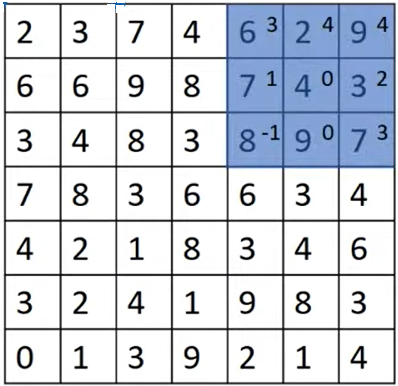 2 3 7 4 6 3 2 4 9 4
6 6 9 8 7 1 4 0 3 2
3 4 8 3 8 -1 9 0 7 3
7 8 3 6 6 3 4
4 2 1 8 3 4 6
3 2 4 1 9 8 3
0 1 3 9 2 1 4